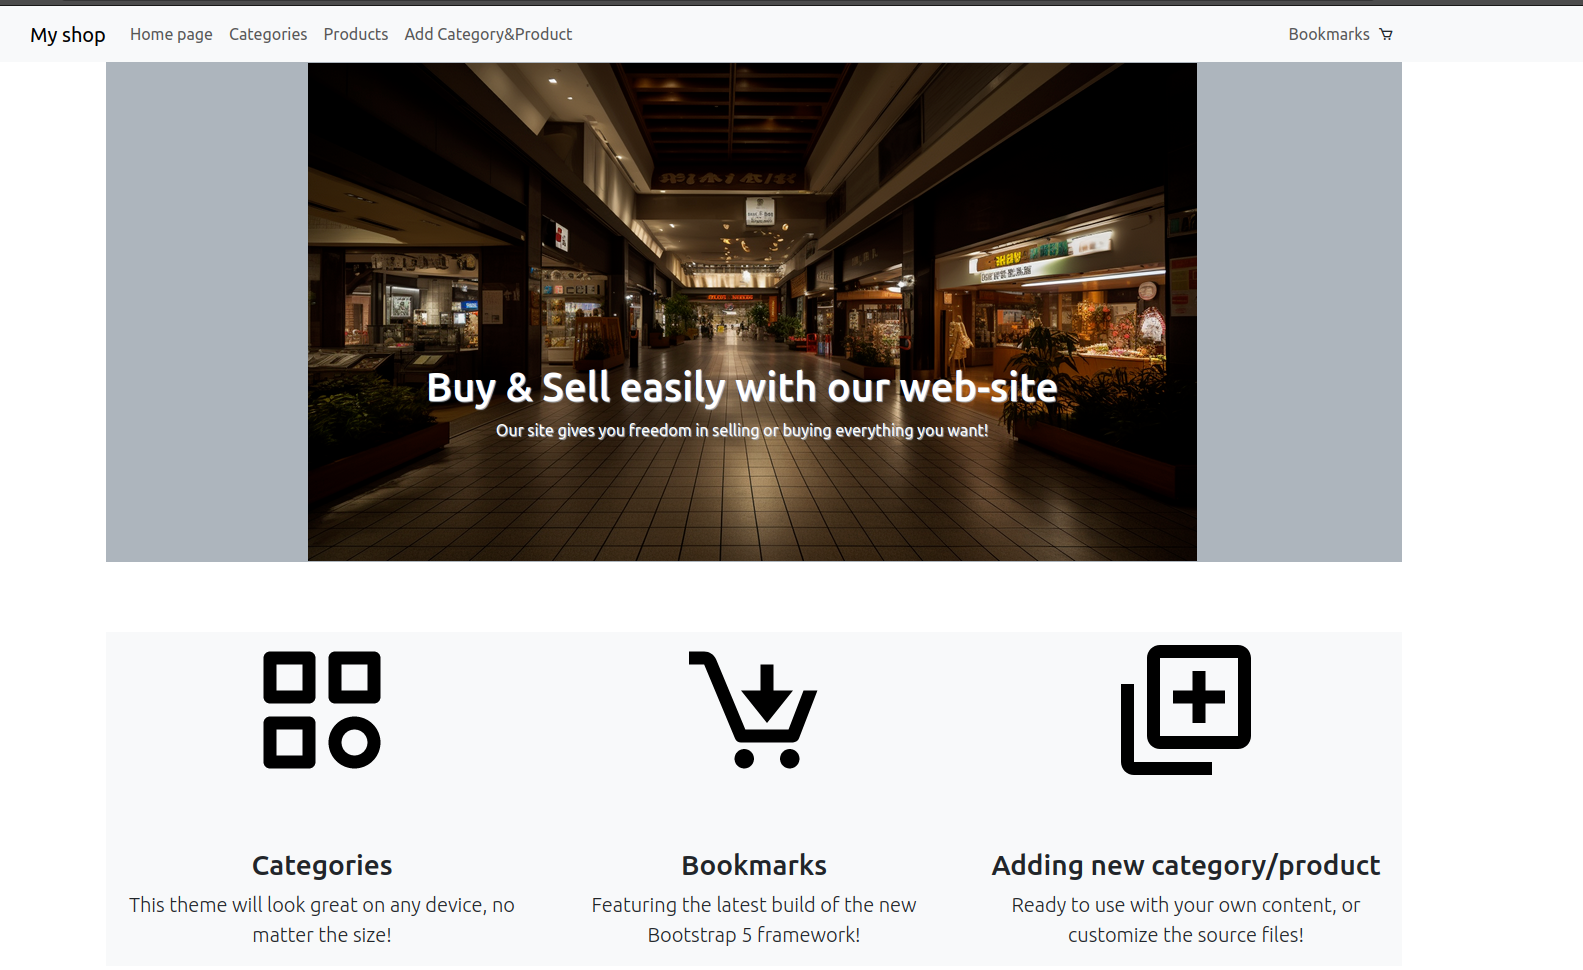 My shop Home page Categories Products Add Category&Product Bookmarks
Buy & Sell easily with our web-site
Our site gives you freedom in selling or buying everything you want!
Categories
This theme will look great on any device, no
matter the size!
Bookmarks
Featuring the latest build of the new
Bootstrap 5 framework!
Adding new category/product
Ready to use with your own content, or
customize the source files!